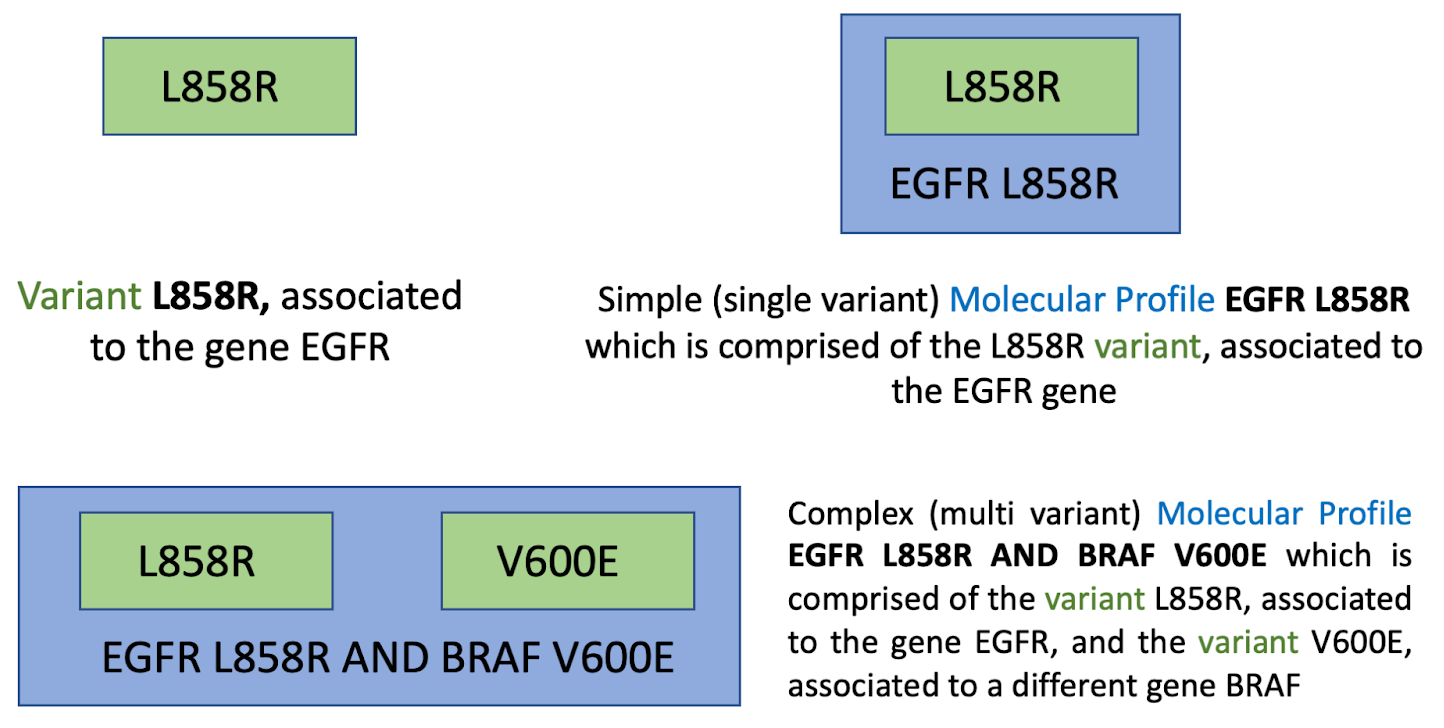 L858R
L858R
EGFR L858R
Variant L858R, associated
to the gene EGFR
Simple (single variant) Molecular Profile EGFR L858R
which is comprised of the L858R variant, associated to
the EGFR gene
L858R
V600E
EGFR L858R AND BRAF V600E
Complex (multi variant) Molecular Profile
EGFR L858R AND BRAF V600E which is
comprised of the variant L858R, associated
to the gene EGFR, and the variant V600E,
associated to a different gene BRAF